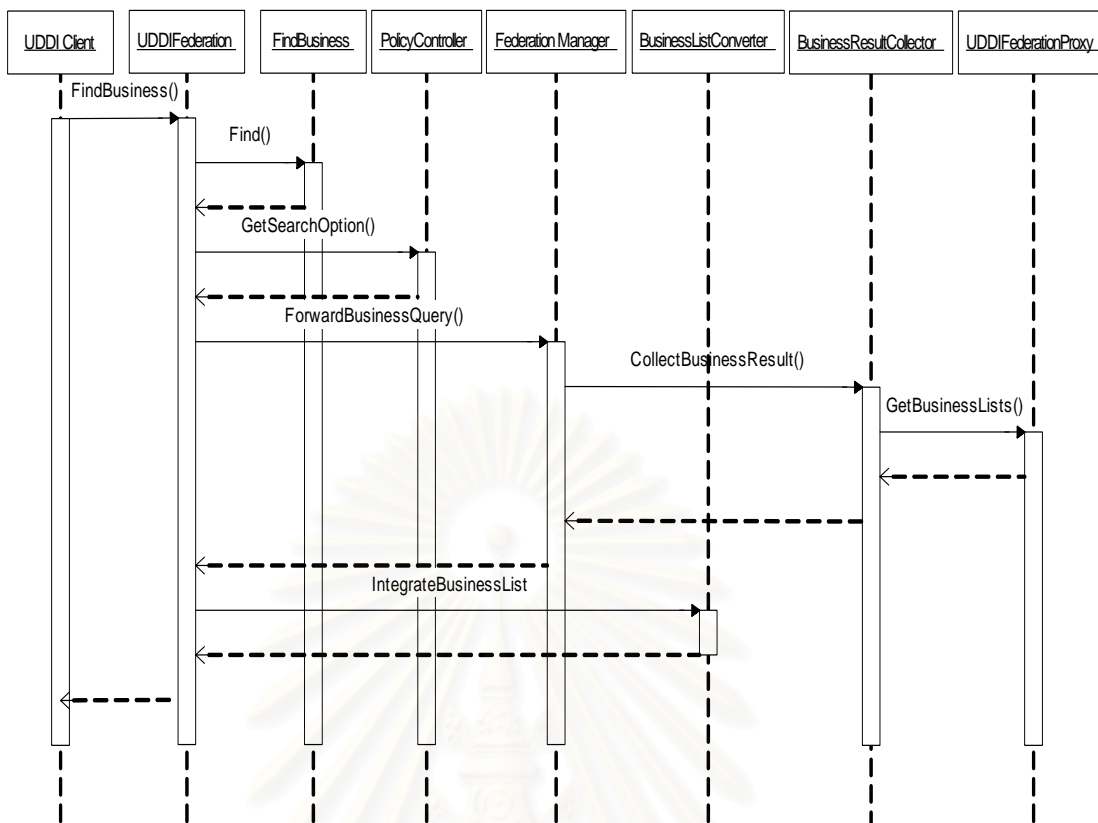 UDDI Client
UDDIFederation
FindBusiness
PolicyController
Federation Manager
BusinessListConverter
BusinessResultCollector
UDDIFederationProxy
FindBusiness()
Find()
GetSearchOption()
ForwardBusinessQuery()
CollectBusinessResult()
GetBusinessLists()
IntegrateBusinessList